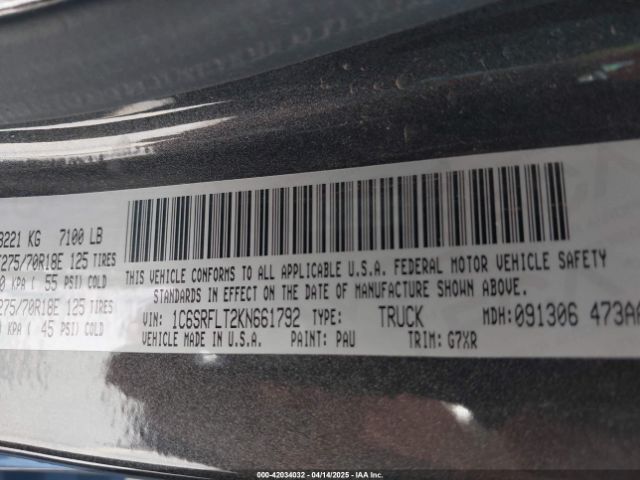 3221 KG 7100 LB
275/70R18E 125 TIRES
0 KPA ( 55 PSI) COLD
275/70R18E 125 TIRES
0 KPA ( 45 PSI) COLD
THIS VEHICLE CONFORMS TO ALL APPLICABLE U.S.A. FEDERAL MOTOR VEHICLE SAFETY
STANDARDS IN EFFECT ON THE DATE OF MANUFACTURE SHOWN ABOVE.
VIN: 1C6SRFLT2KN661792 TYPE: TRUCK MDH:091306 473AA
VEHICLE MADE IN U.S.A. PAINT: PAU TRIM: G7XR
000-42034032 | 04/14/2025 | IAA Inc.